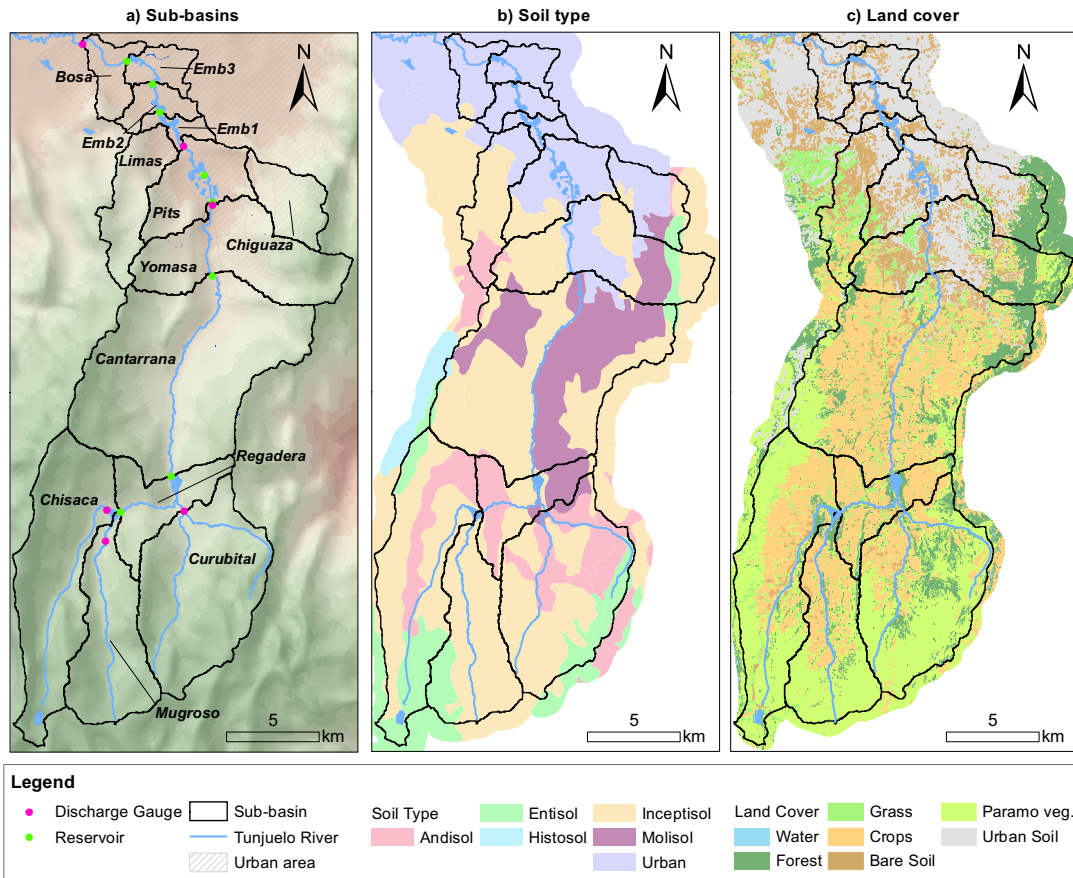 a) Sub-basins
b) Soil type
c) Land cover
N
N
N
Bosa
Emb3
Emb1
Emb2
Limas
Pits
Chiguaza
Yomasa
Cantarrana
Regadera
Chisaca
Curubital
Mugroso
5
km
5
km
5
km
Legend
Discharge Gauge
Reservoir
Sub-basin
Tunjuelo River
Urban area
Soil Type
Andisol
Entisol
Histosol
Inceptisol
Molisol
Urban
Land Cover
Water
Forest
Grass
Crops
Bare Soil
Paramo veg.
Urban Soil